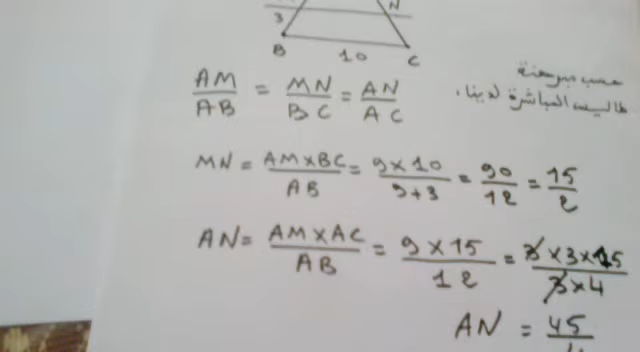 N
3
B
10
C
حسب مبرهنة
طاليس المباشرة لدينا،
AM/AB = MN/BC = AN/AC
MN = AM×BC/AB = 9×10/9+3 = 90/12 = 15/2
AN = AM×AC/AB = 9×15/12 = 3×3×15/3×4
AN = 45/